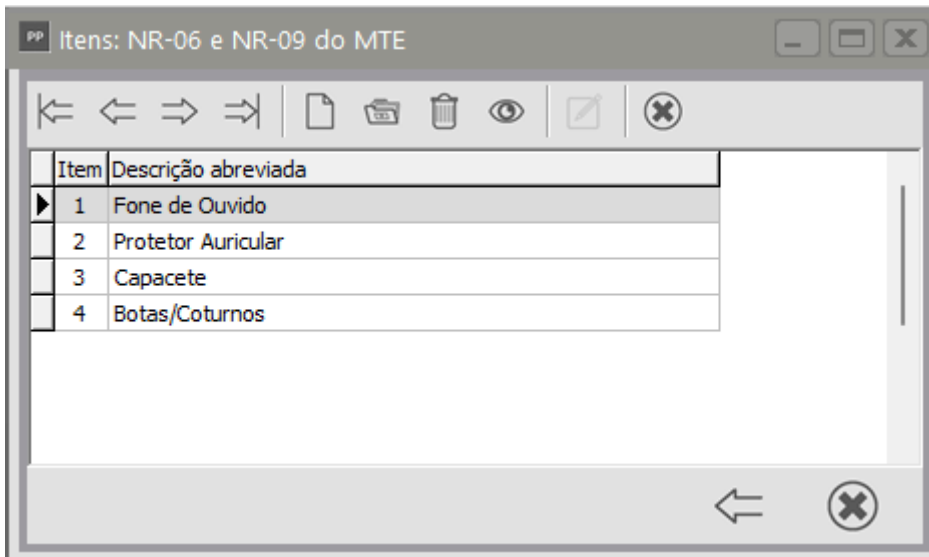 PP Itens: NR-06 e NR-09 do MTE
Item Descrição abreviada
1 Fone de Ouvido
2 Protetor Auricular
3 Capacete
4 Botas/Coturnos